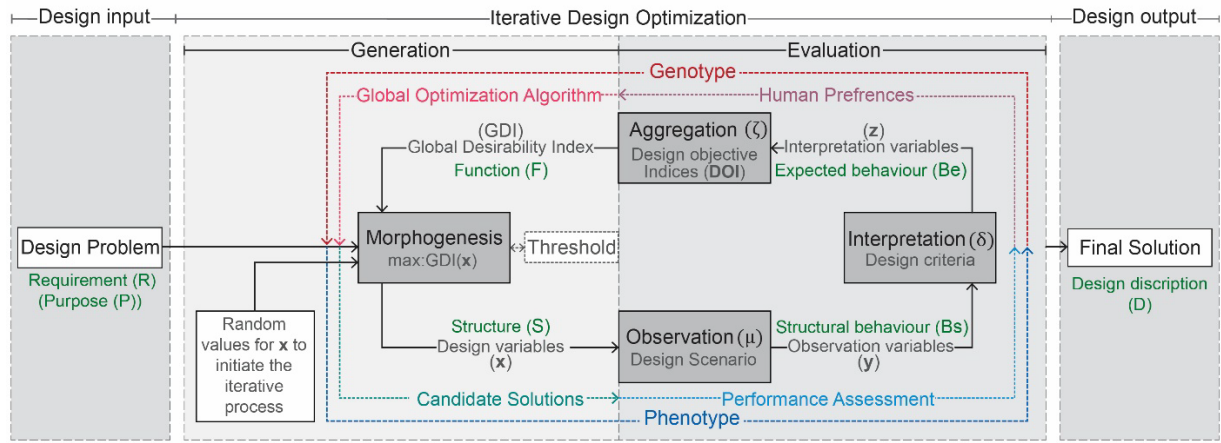 Design input
Iterative Design Optimization
Design output
Generation
Evaluation
Genotype
Global Optimization Algorithm
Human Prefrences
(GDI)
Global Desirability Index
Function (F)
Aggregation (ζ)
Design objective
Indices (DOI)
(z)
Interpretation variables
Expected behaviour (Be)
Design Problem
Requirement (R)
(Purpose (P))
Morphogenesis
max:GDI(x)
Threshold
Interpretation (δ)
Design criteria
Final Solution
Design discription
(D)
Random
values for x to
initiate the
iterative
process
Structure (S)
Design variables
(x)
Observation (μ)
Design Scenario
Structural behaviour (Bs)
Observation variables
(y)
Candidate Solutions
Performance Assessment
Phenotype